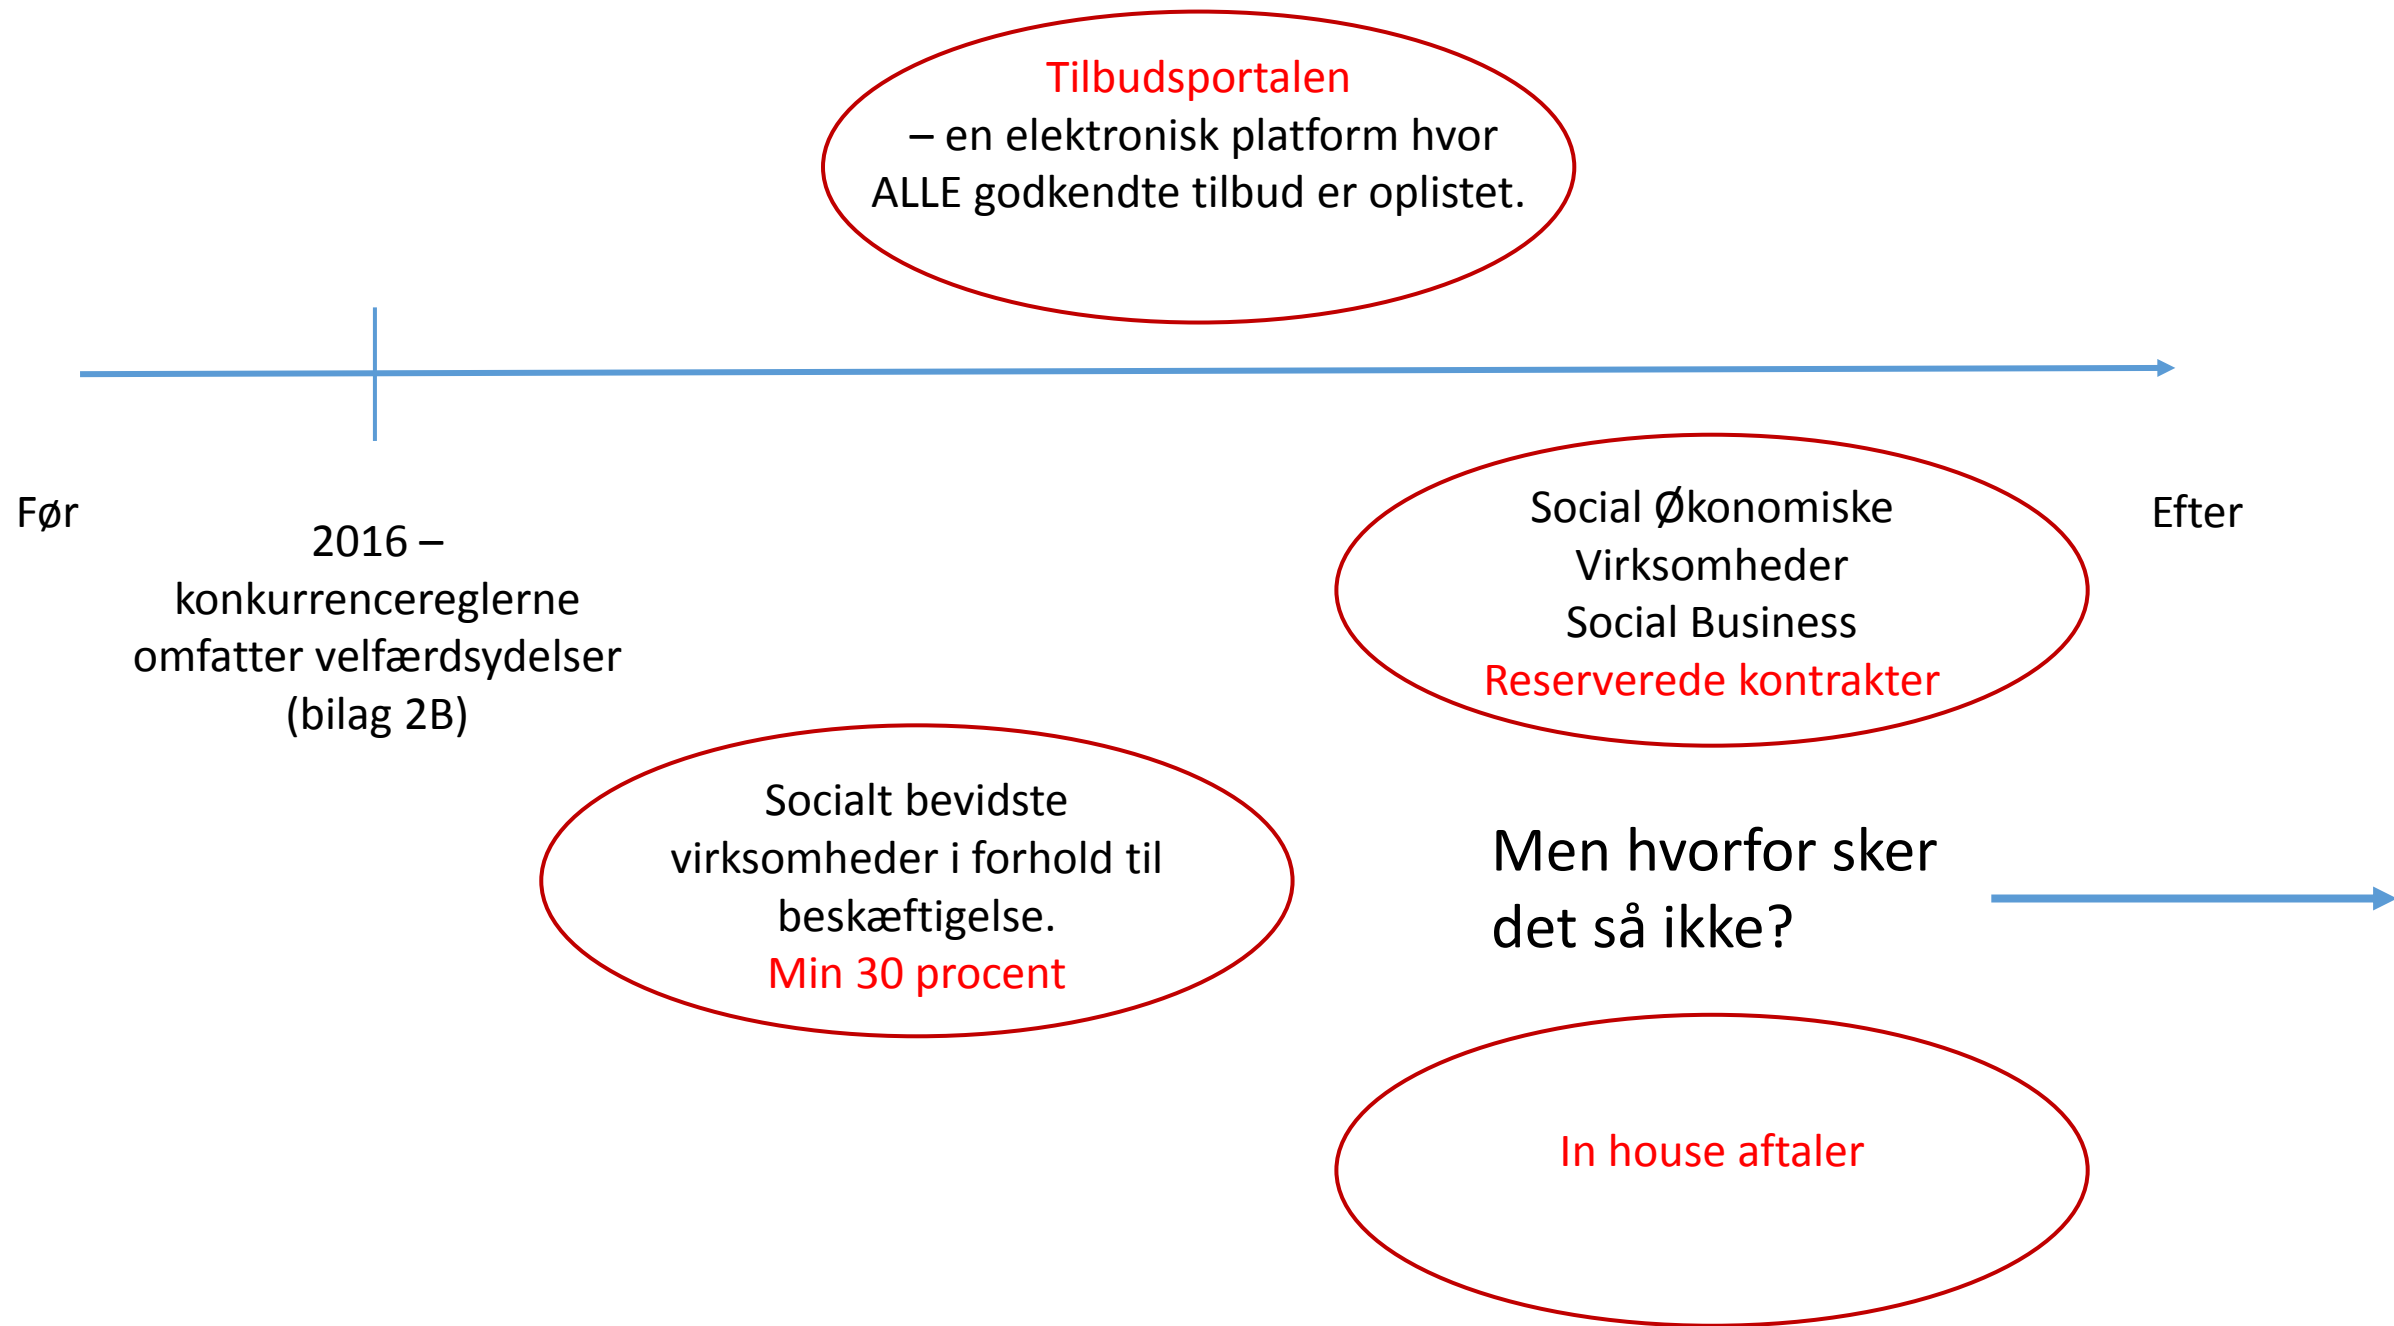 Tilbudsportalen
– en elektronisk platform hvor
ALLE godkendte tilbud er oplistet.
Før
2016 –
konkurrencereglerne
omfatter velfærdsydelser
(bilag 2B)
Social Økonomiske
Virksomheder
Social Business
Reserverede kontrakter
Efter
Socialt bevidste
virksomheder i forhold til
beskæftigelse.
Min 30 procent
Men hvorfor sker
det så ikke?
In house aftaler